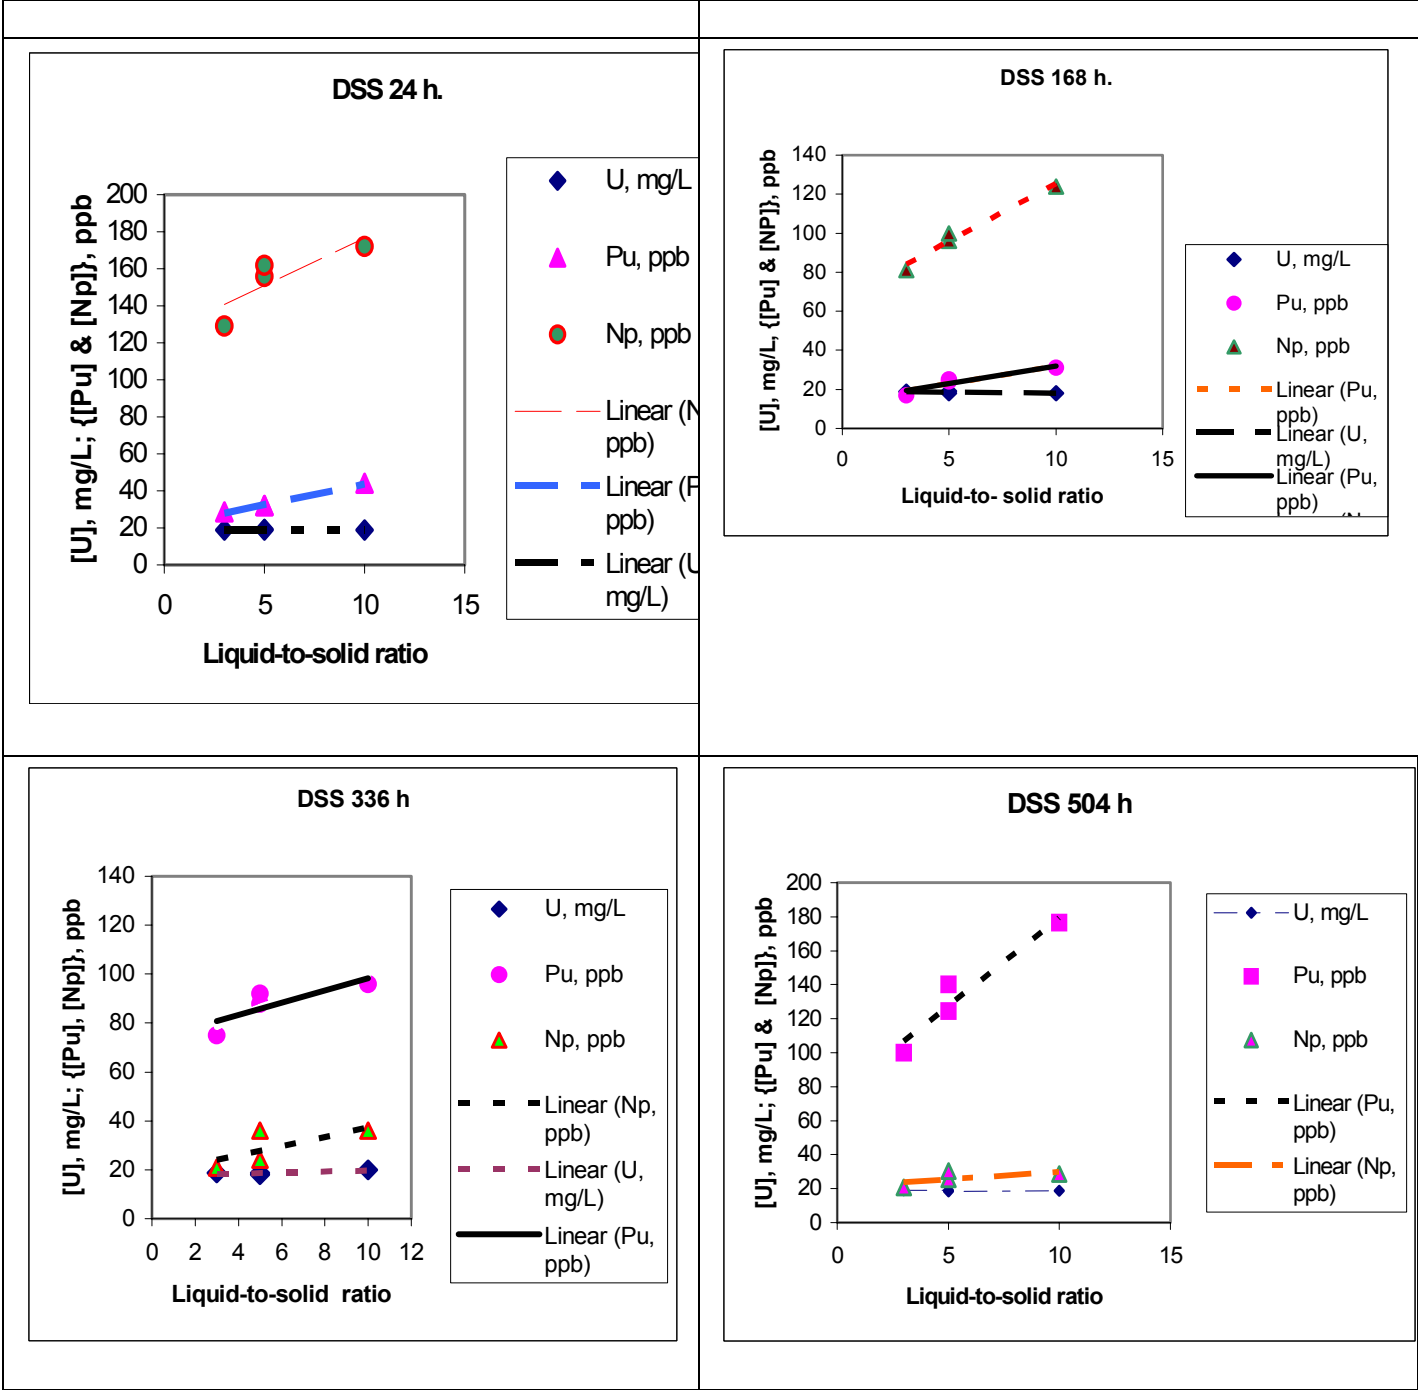 DSS 24 h.
[U], mg/L; {[Pu] & [Np]}, ppb
200
180
160
140
120
100
80
60
40
20
0
0 5 10 15
Liquid-to-solid ratio
U, mg/L
Pu, ppb
Np, ppb
Linear (N
ppb)
Linear (P
ppb)
Linear (U
mg/L)
DSS 168 h.
[U], mg/L, {[Pu] & [NP]}, ppb
140
120
100
80
60
40
20
0
0 5 10 15
Liquid-to- solid ratio
U, mg/L
Pu, ppb
Np, ppb
Linear (Pu,
ppb)
Linear (U,
mg/L)
Linear (Pu,
ppb)
DSS 336 h
[U], mg/L; {[Pu], [Np]}, ppb
140
120
100
80
60
40
20
0
0 2 4 6 8 10 12
Liquid-to-solid ratio
U, mg/L
Pu, ppb
Np, ppb
Linear (Np,
ppb)
Linear (U,
mg/L)
Linear (Pu,
ppb)
DSS 504 h
[U], mg/L; {[Pu] & [Np]}, ppb
200
180
160
140
120
100
80
60
40
20
0
0 5 10 15
Liquid-to-solid ratio
U, mg/L
Pu, ppb
Np, ppb
Linear (Pu,
ppb)
Linear (Np,
ppb)